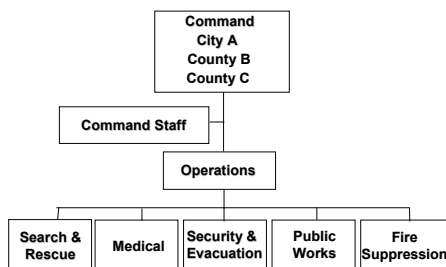 Command
City A
County B
County C
Command Staff
Operations
Search &
Rescue
Medical
Security &
Evacuation
Public
Works
Fire
Suppression